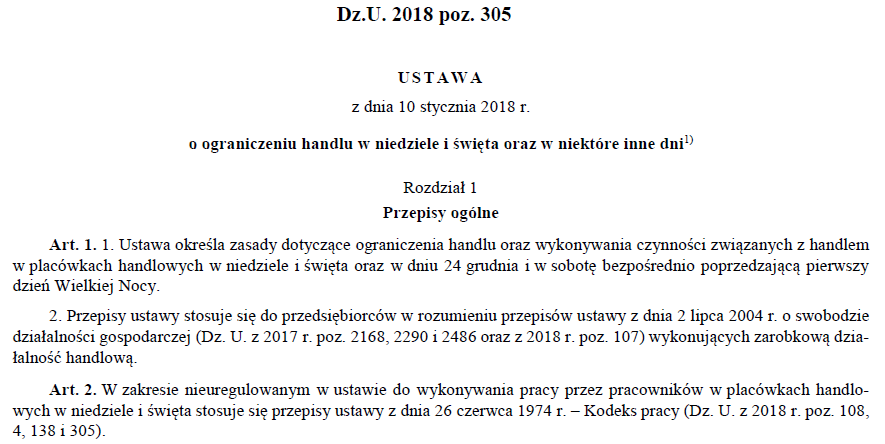 Dz.U. 2018 poz. 305
USTAWA
z dnia 10 stycznia 2018 r.
o ograniczeniu handlu w niedziele i święta oraz w niektóre inne dni1)
Rozdział 1
Przepisy ogólne
Art. 1. 1. Ustawa określa zasady dotyczące ograniczenia handlu oraz wykonywania czynności związanych z handlem
w placówkach handlowych w niedziele i święta oraz w dniu 24 grudnia i w sobotę bezpośrednio poprzedzającą pierwszy
dzień Wielkiej Nocy.
2. Przepisy ustawy stosuje się do przedsiębiorców w rozumieniu przepisów ustawy z dnia 2 lipca 2004 r. o swobodzie
działalności gospodarczej (Dz. U. z 2017 r. poz. 2168, 2290 i 2486 oraz z 2018 r. poz. 107) wykonujących zarobkową dzia-
łalność handlową.
Art. 2. W zakresie nieuregulowanym w ustawie do wykonywania pracy przez pracowników w placówkach handlo-
wych w niedziele i święta stosuje się przepisy ustawy z dnia 26 czerwca 1974 r. – Kodeks pracy (Dz. U. z 2018 r. poz. 108,
4, 138 i 305).